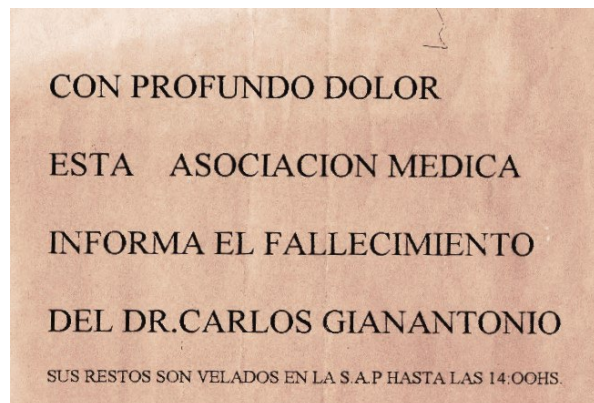 CON PROFUNDO DOLOR
ESTA ASOCIACION MEDICA
INFORMA EL FALLECIMIENTO
DEL DR.CARLOS GIANANTONIO
SUS RESTOS SON VELADOS EN LA S.A.P HASTA LAS 14:OOHS.